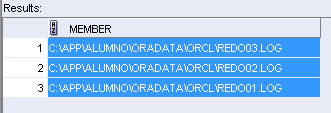 Results:
MEMBER
1 C:\APP\ALUMNO\ORADATA\ORCL\REDO03.LOG
2 C:\APP\ALUMNO\ORADATA\ORCL\REDO02.LOG
3 C:\APP\ALUMNO\ORADATA\ORCL\REDO01.LOG